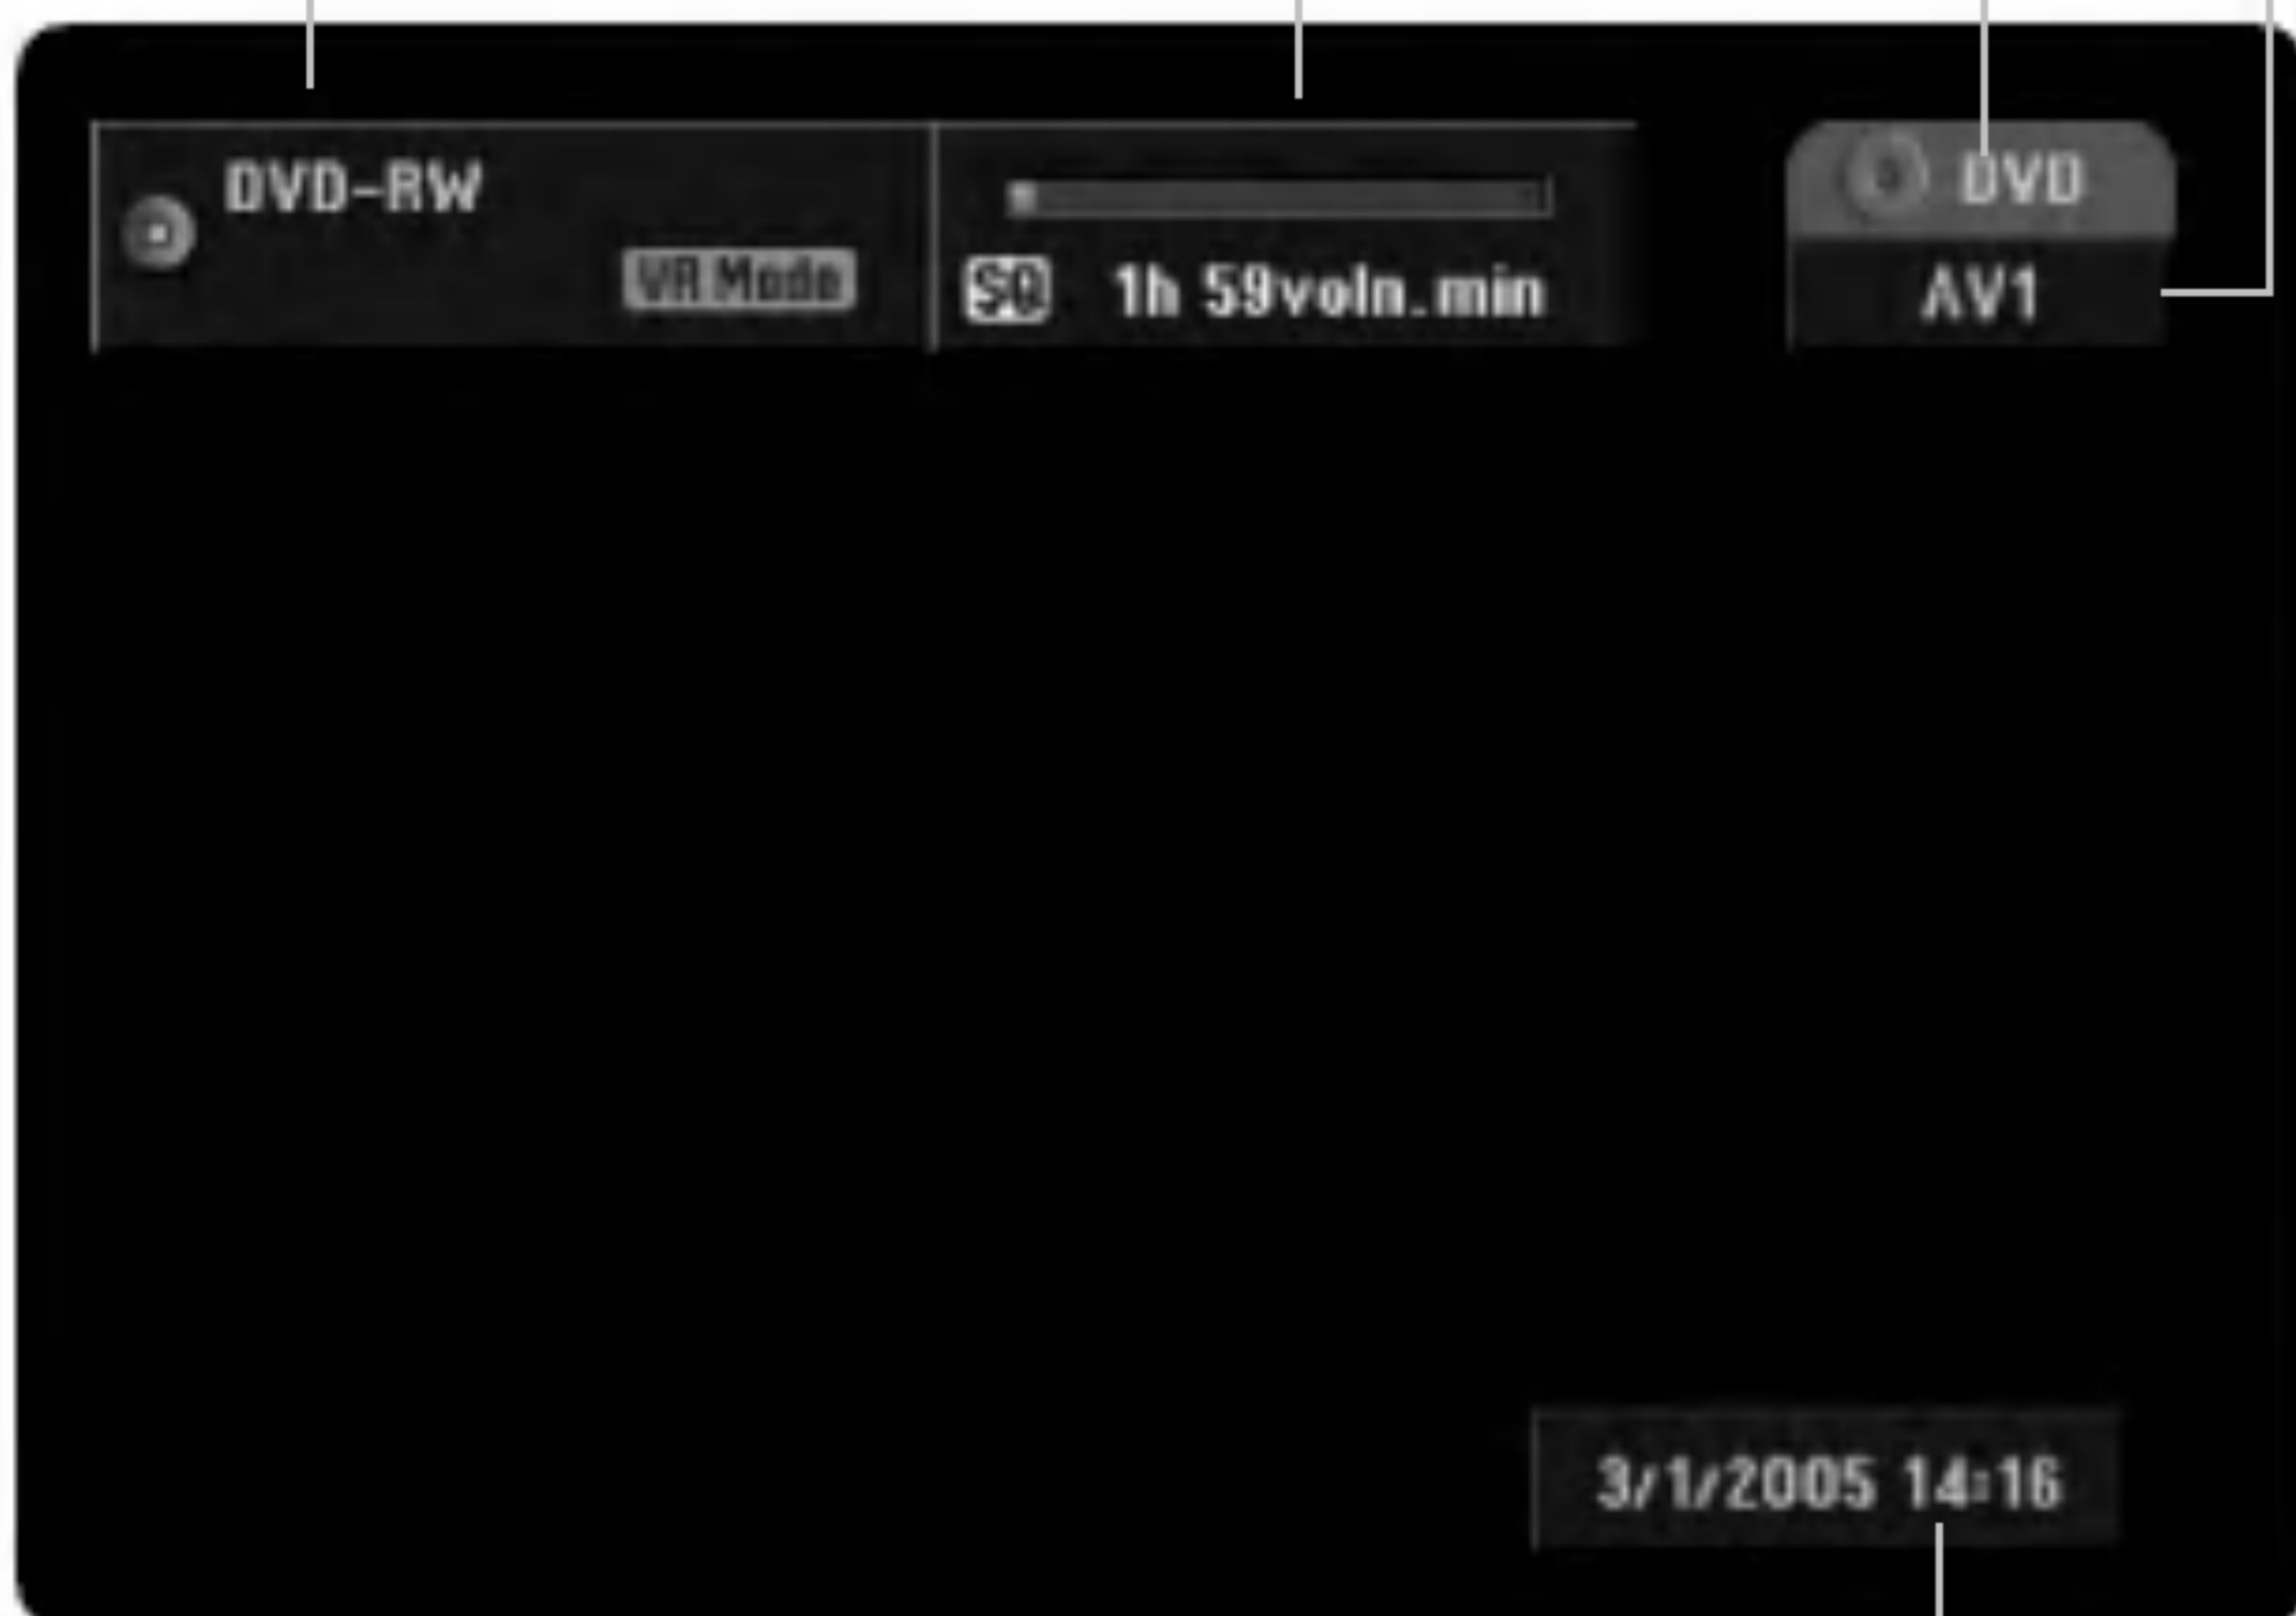 DVD-RW
VR Mode
SQ 1h 59voln.min
DVD
AV1
3/1/2005 14:16